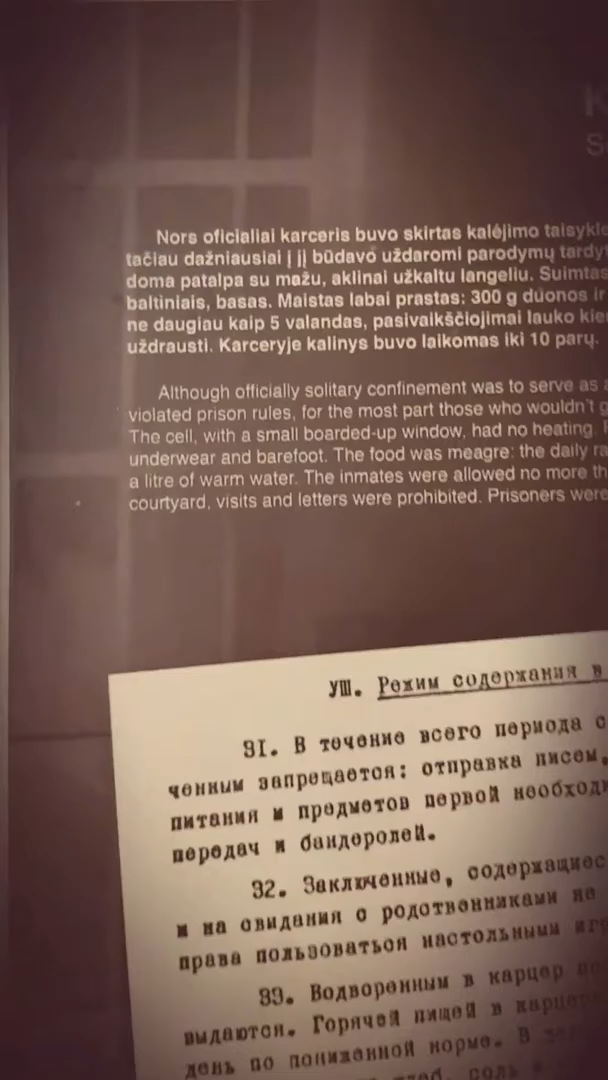 K
S
Nors oficialiai karceris buvo skirtas kalėjimo taisykl
tačiau dažniausiai į jį būdavo uždaromi parodymų tardy
doma patalpa su mažu, aklinai užkaltu langeliu. Suimtas
baltiniais, basas. Maistas labai prastas: 300 g duonos ir
ne daugiau kaip 5 valandas, pasivaikščiojimai lauko kie
uždrausti. Karceryje kalinys buvo laikomas iki 10 parų.
Although officially solitary confinement was to serve as a
violated prison rules, for the most part those who wouldn't g
The cell, with a small boarded-up window, had no heating.
underwear and barefoot. The food was meagre: the daily ra
a litre of warm water. The inmates were allowed no more th
courtyard, visits and letters were prohibited. Prisoners were
УШ. Режим содержания в
31. В течение всего периода с
ченным запрещается: отправка писем,
питания и предметов первой необходи
передач и бандеролей.
32. Заключенные, содержащиес
и на свидания с родственниками не
права пользоваться настольными игр
33. Водворенным в карцер
выдаются. Горячей пищей в карцере
день по пониженной норме. В
хлеб, соль